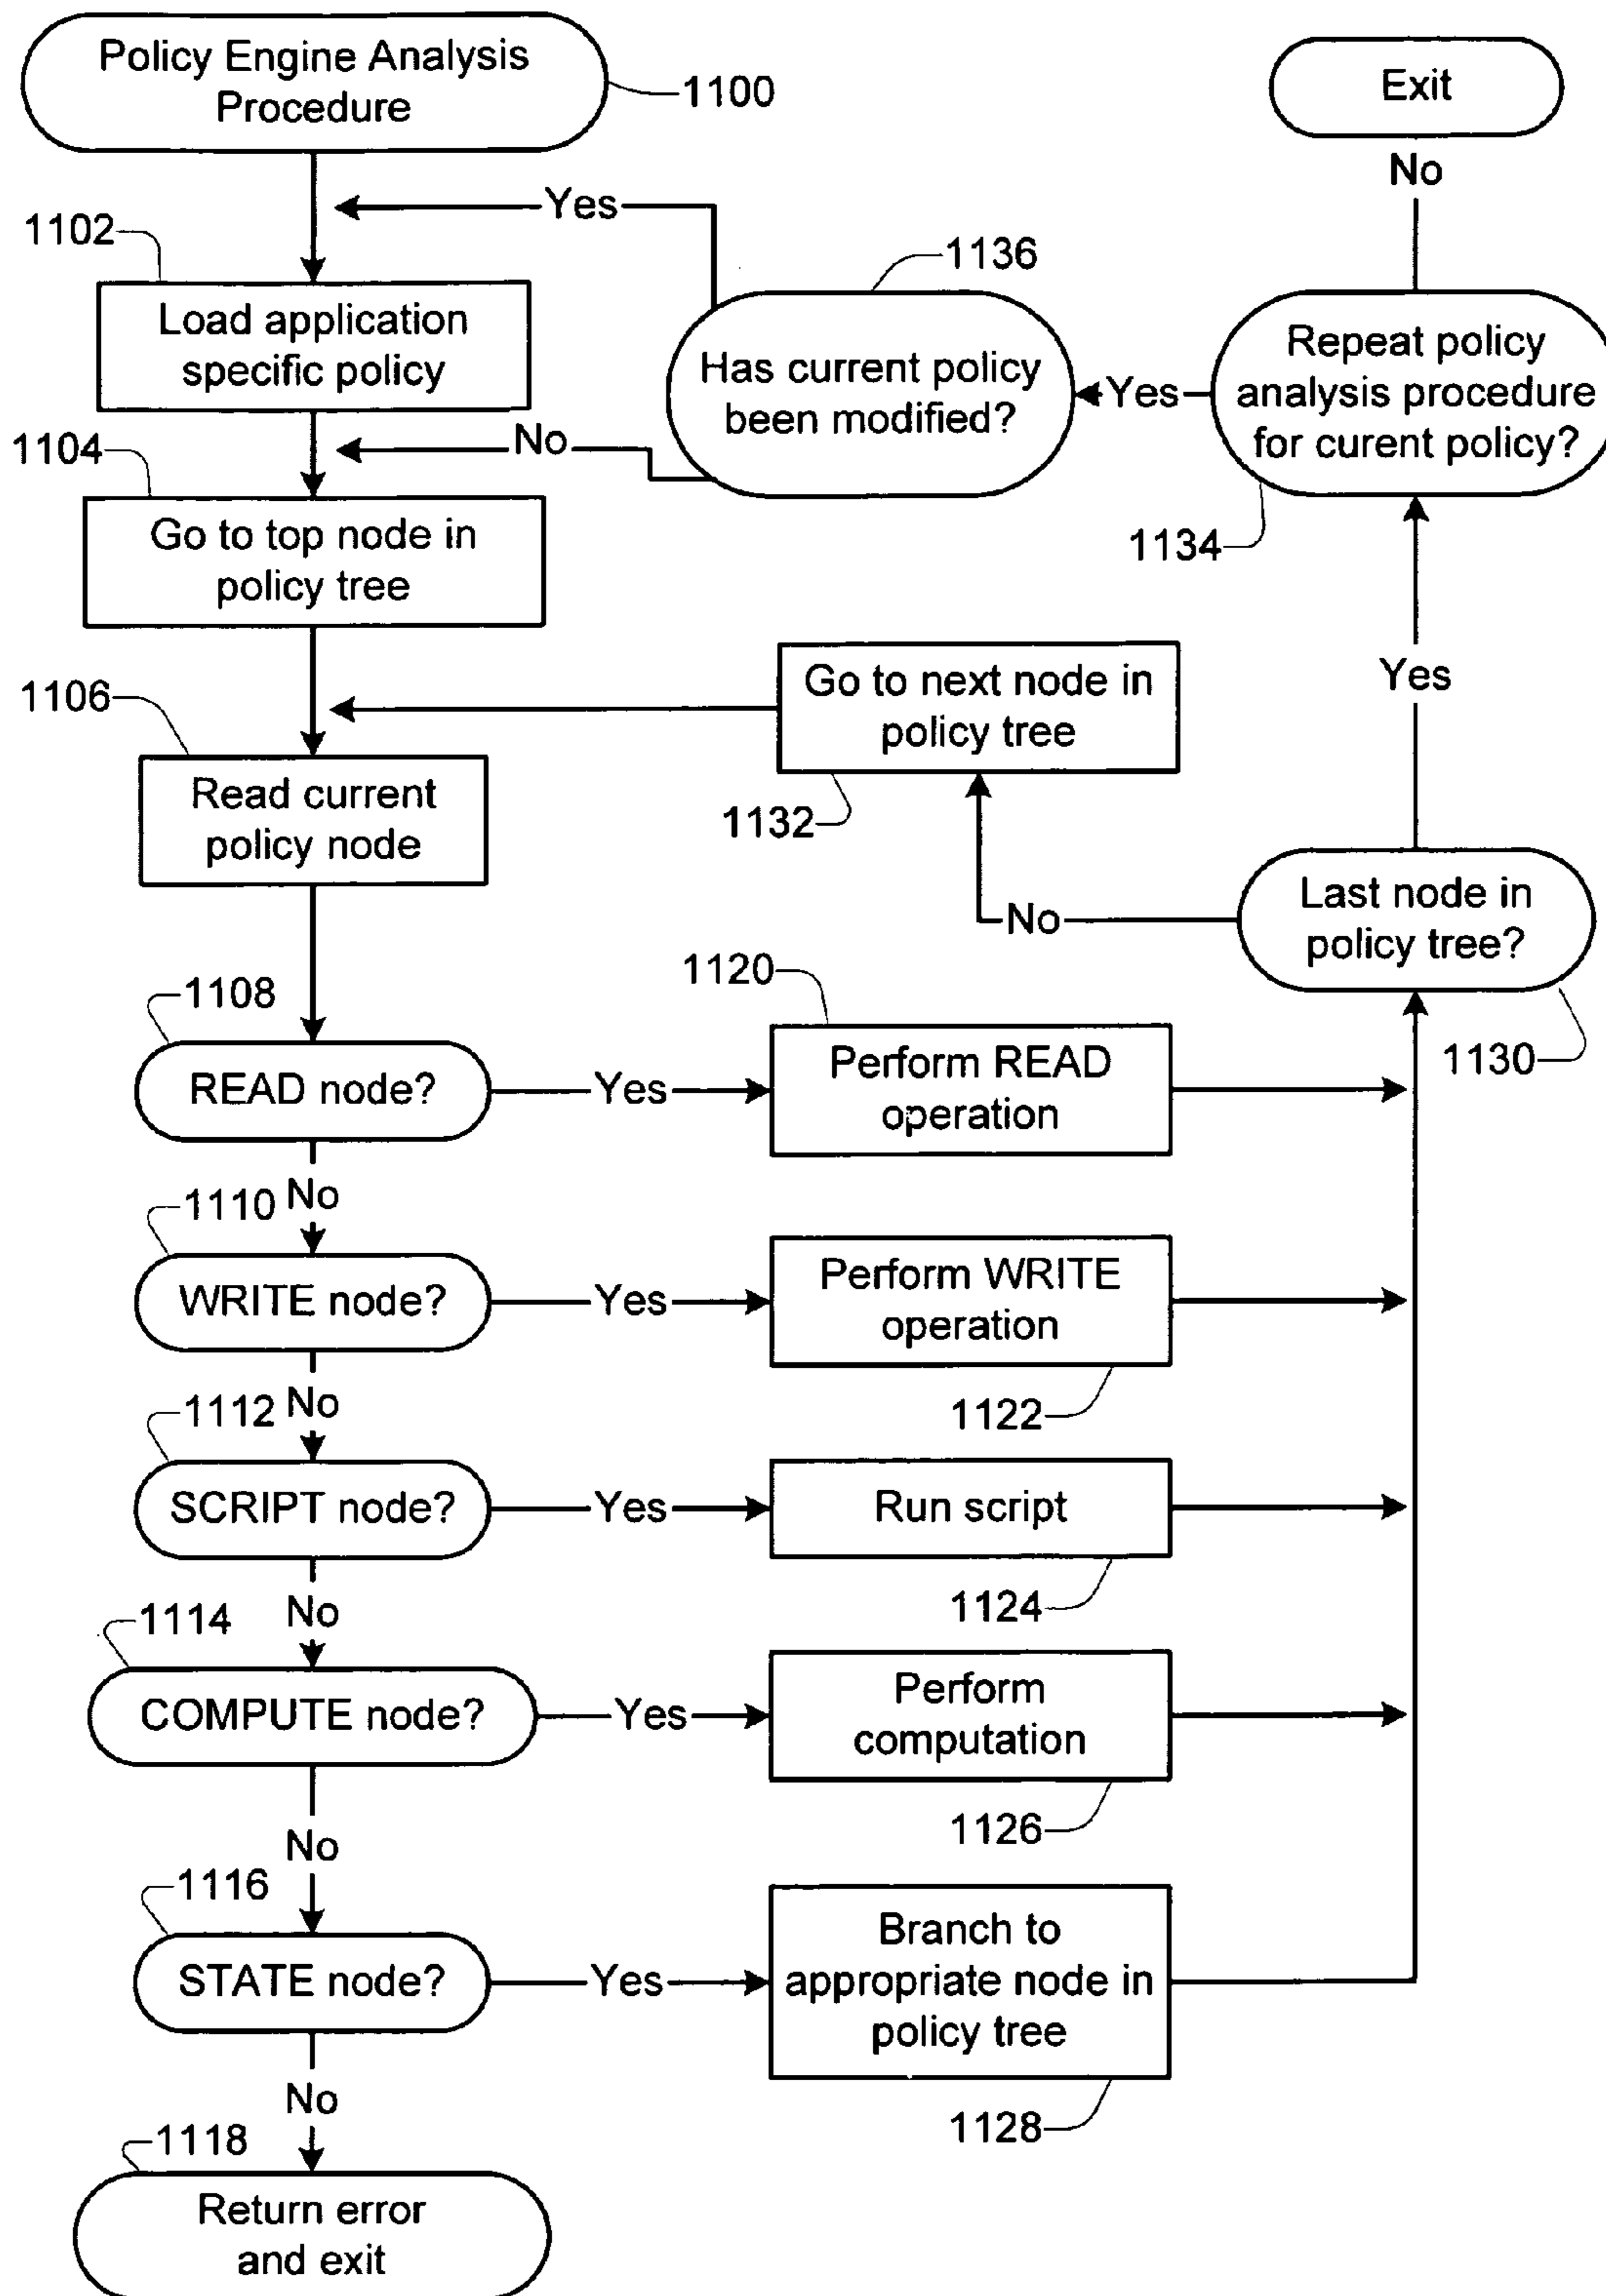 Policy Engine Analysis
Procedure
1100
Exit
No
Yes
1102
1136
Load application
specific policy
Has current policy
been modified?
Yes
Repeat policy
analysis procedure
for curent policy?
1104
No
1134
Go to top node in
policy tree
1106
Go to next node in
policy tree
Yes
Read current
policy node
1132
No
Last node in
policy tree?
1130
1108
READ node?
Yes
1120
Perform READ
operation
No
1110
WRITE node?
Yes
Perform WRITE
operation
1122
No
1112
SCRIPT node?
Yes
Run script
1124
No
1114
COMPUTE node?
Yes
Perform
computation
1126
No
1116
STATE node?
Yes
Branch to
appropriate node in
policy tree
1128
No
1118
Return error
and exit